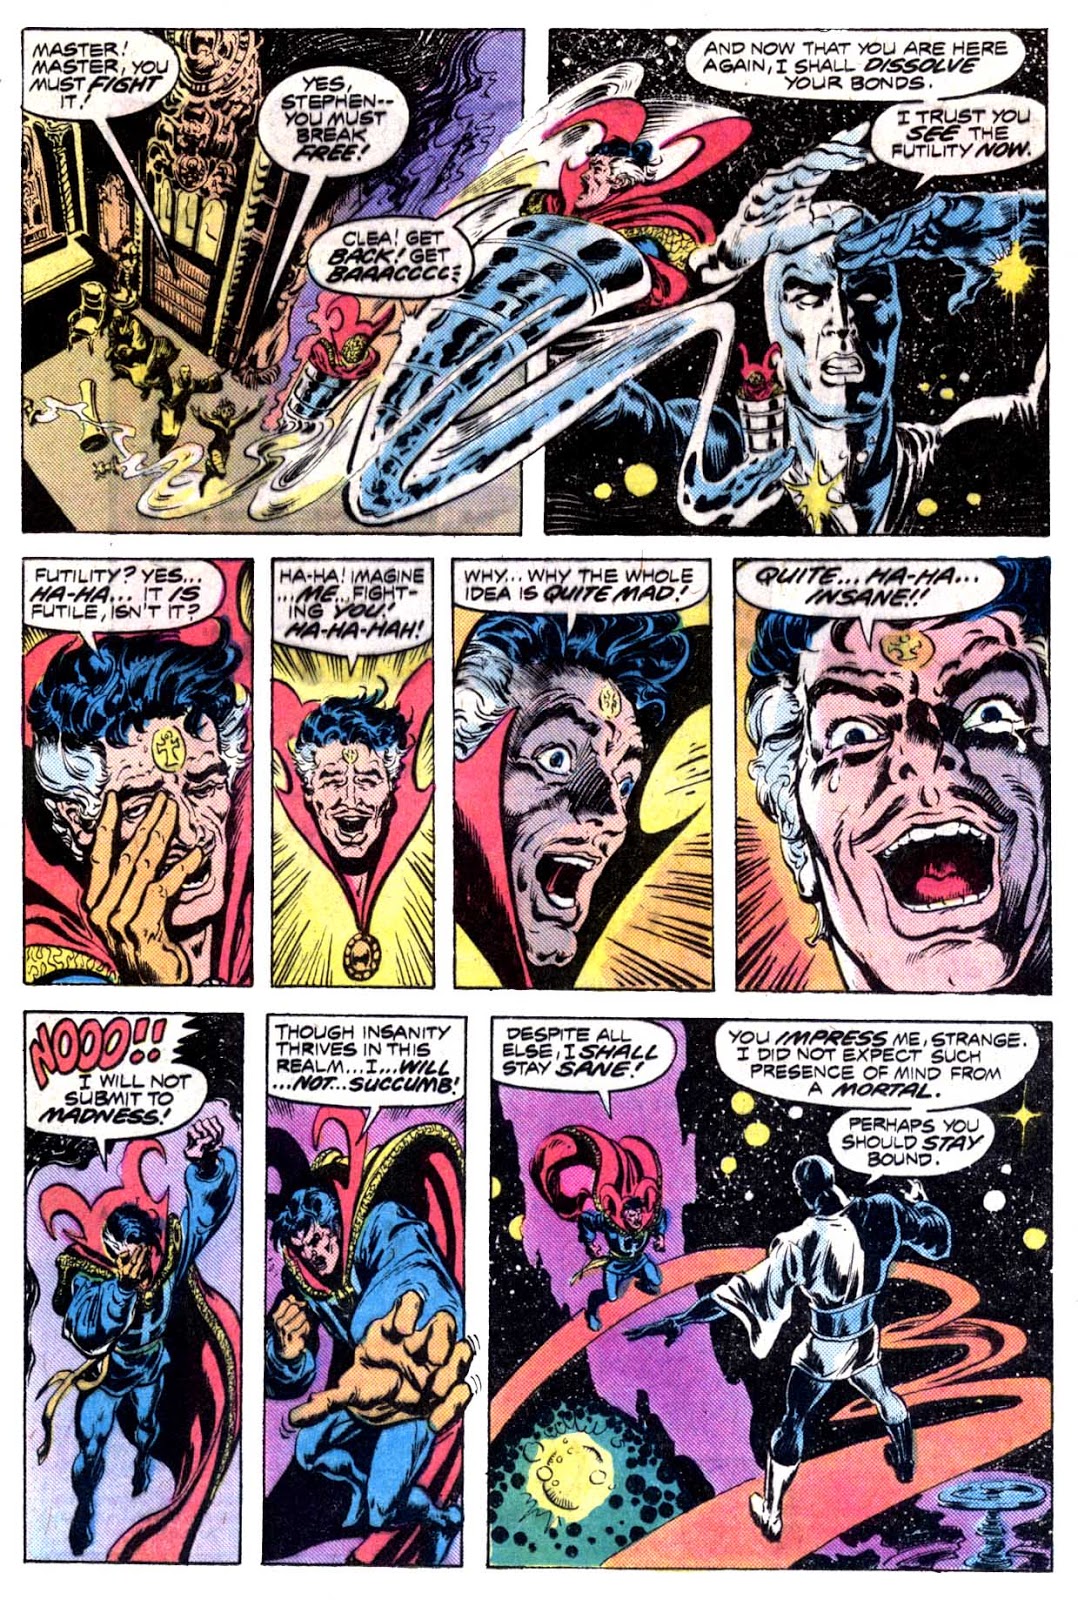 MASTER!
MASTER, YOU
MUST FIGHT
IT!
YES,
STEPHEN--
YOU MUST
BREAK
FREE!
CLEA! GET
BACK! GET
BAAACCCC
AND NOW THAT YOU ARE HERE
AGAIN, I SHALL DISSOLVE
YOUR BONDS.
I TRUST YOU
SEE THE
FUTILITY NOW.
FUTILITY? YES...
HA-HA... IT IS
FUTILE, ISN'T IT?
HA-HA! IMAGINE
...ME...FIGHT-
ING YOU!
HA-HA-HAH!
WHY... WHY THE WHOLE
IDEA IS QUITE MAD!
QUITE... HA-HA...
INSANE!!
NOOO!!
I WILL NOT
SUBMIT TO
MADNESS!
THOUGH INSANITY
THRIVES IN THIS
REALM...I...WILL
...NOT...SUCCUMB!
DESPITE ALL
ELSE, I SHALL
STAY SANE!
YOU IMPRESS ME, STRANGE.
I DID NOT EXPECT SUCH
PRESENCE OF MIND FROM
A MORTAL.
PERHAPS YOU
SHOULD STAY
BOUND.